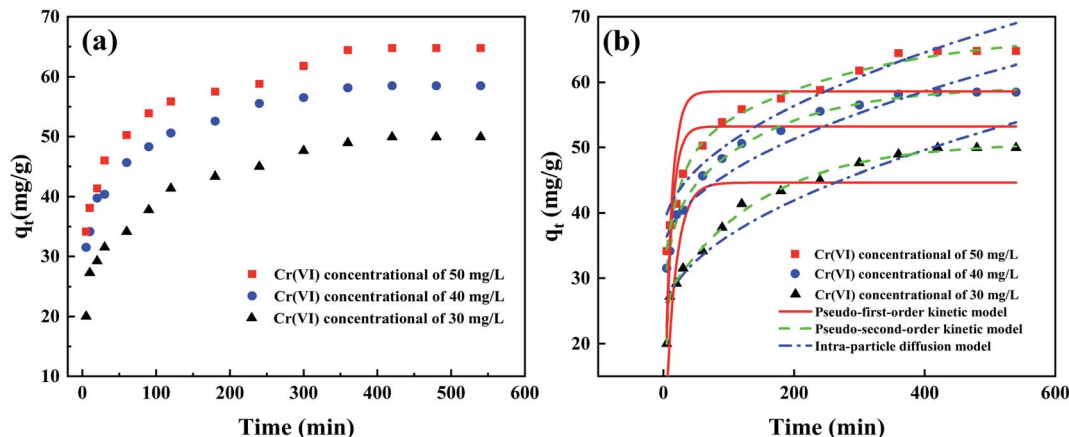 (a)
70
60
50
40
30
20
10
q_t(mg/g)
0
100
200
300
400
500
600
Time (min)
Cr(VI) concentrational of 50 mg/L
Cr(VI) concentrational of 40 mg/L
Cr(VI) concentrational of 30 mg/L
(b)
70
60
50
40
30
20
q_t (mg/g)
0
200
400
600
Time (min)
Cr(VI) concentrational of 50 mg/L
Cr(VI) concentrational of 40 mg/L
Cr(VI) concentrational of 30 mg/L
Pseudo-first-order kinetic model
Pseudo-second-order kinetic model
Intra-particle diffusion model